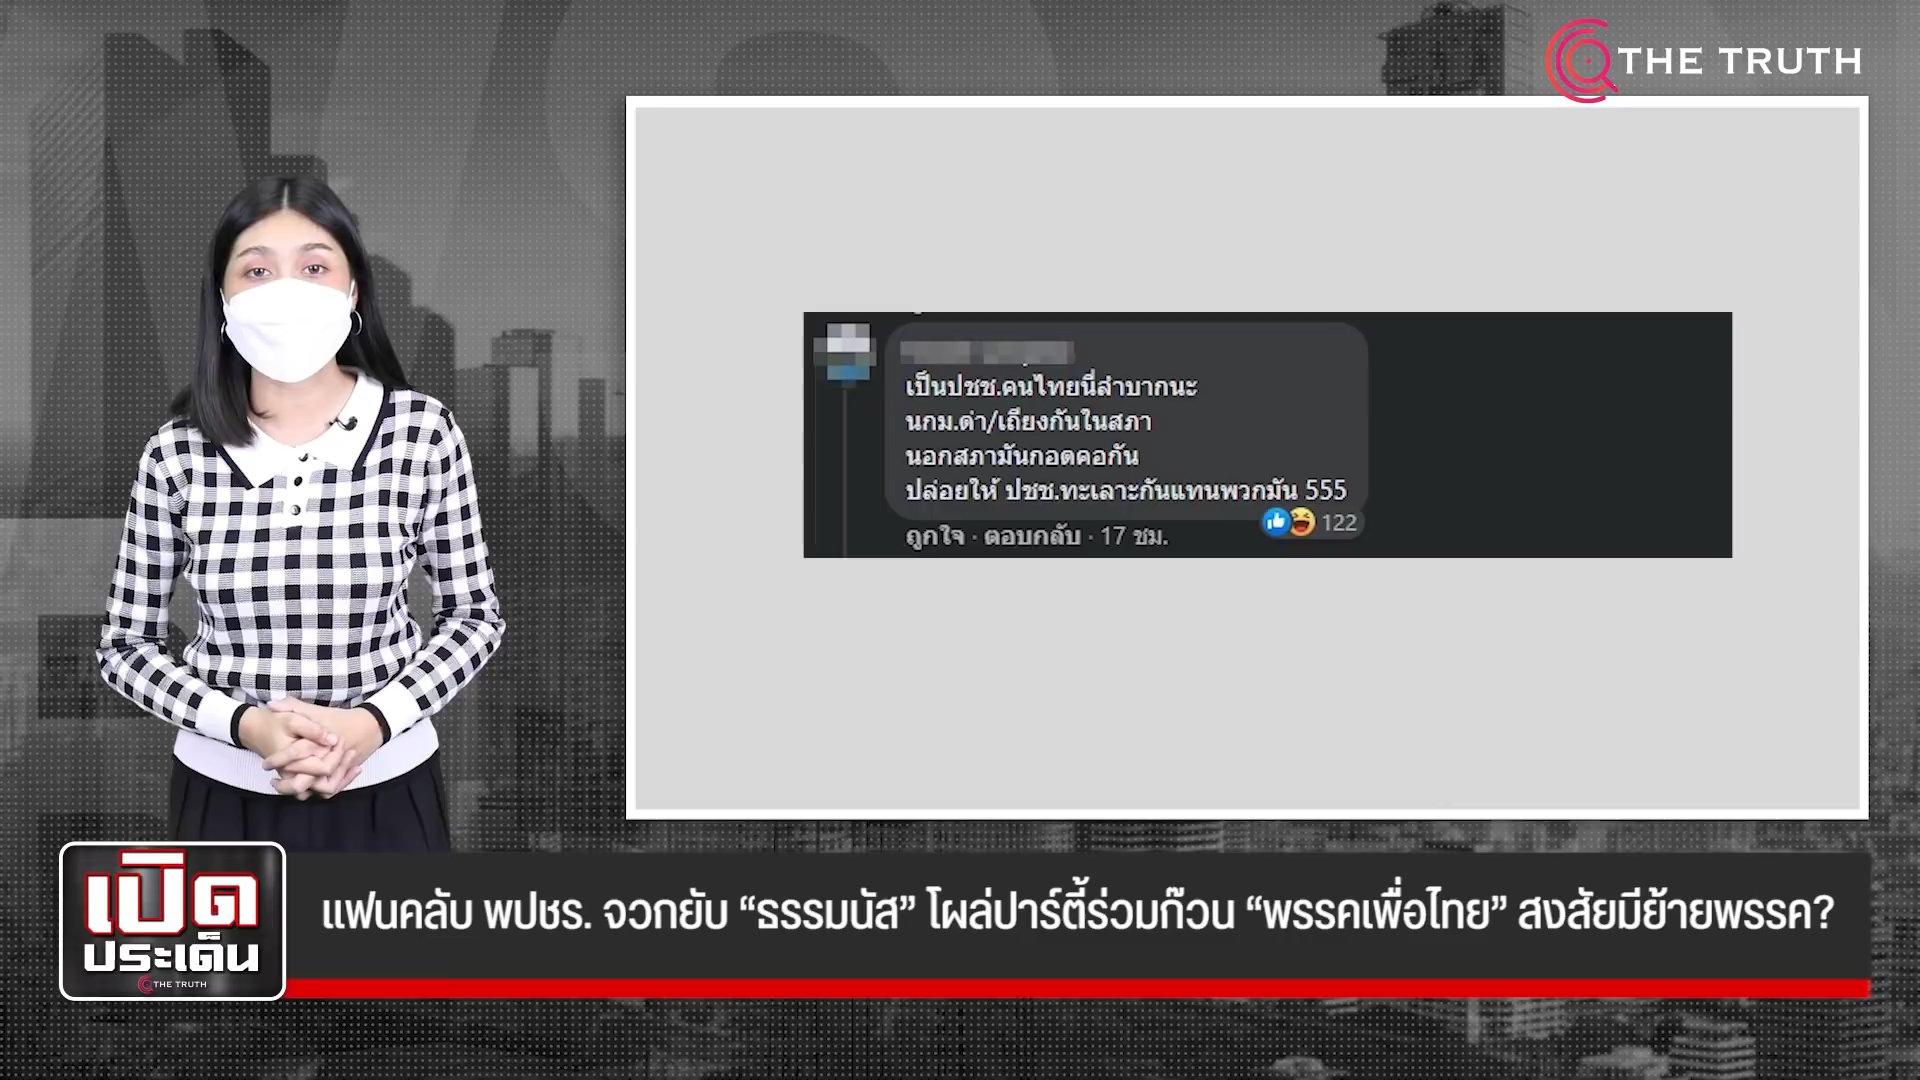 THE TRUTH
เป็นปชช.คนไทยนี่ลำบากนะ
นกม.ด่า/เถียงกันในสภา
นอกสภามันกอดคอกัน
ปล่อยให้ ปชช.ทะเลาะกันแทนพวกมัน 555
ถูกใจ · ตอบกลับ · 17 ชม.
122
เปิด
ประเด็น
THE TRUTH
แฟนคลับ พปชร. จวกยับ “ธรรมนัส” โผล่ปาร์ตี้ร่วมก๊วน “พรรคเพื่อไทย” สงสัยมีย้ายพรรค?